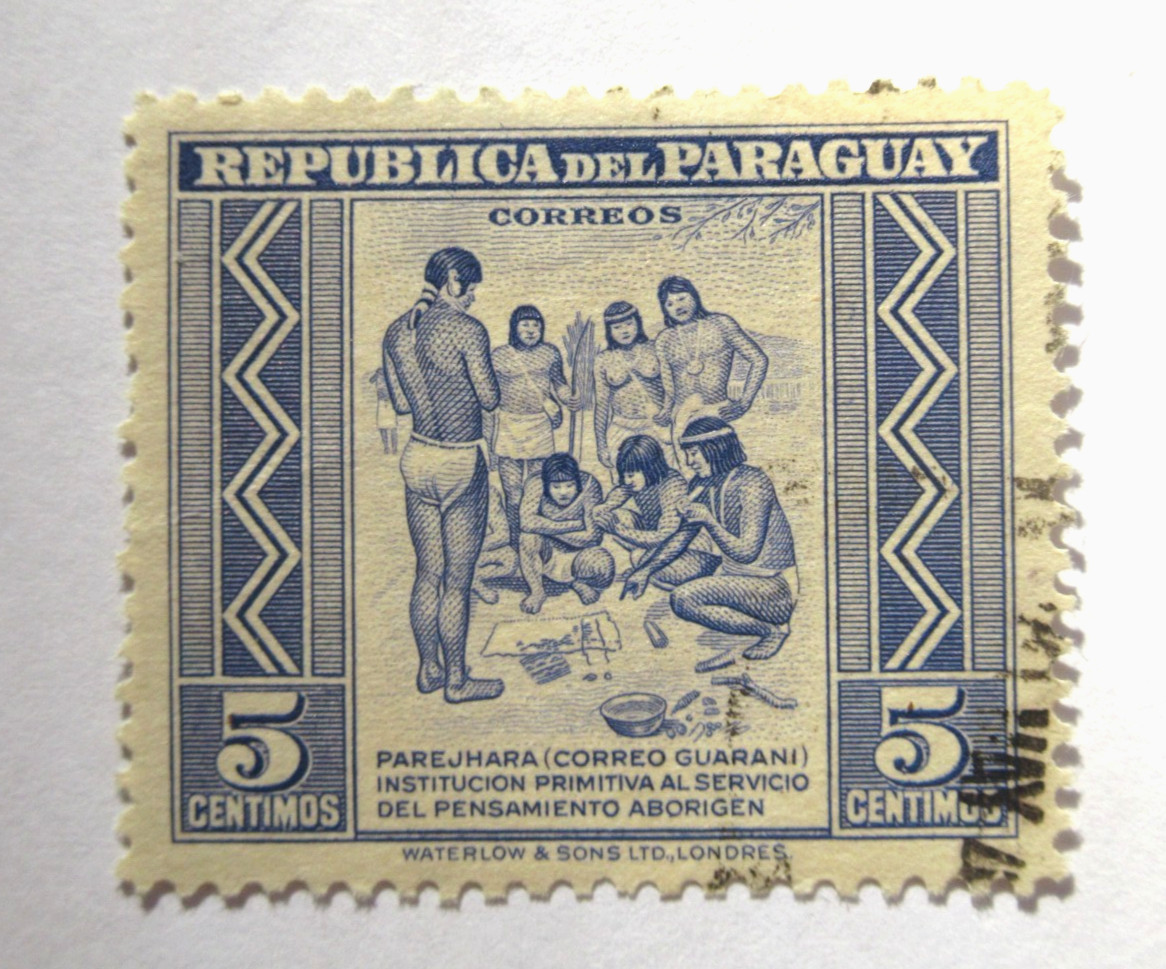 REPUBLICA DEL PARAGUAY
CORREOS
5
CENTIMOS
5
CENTIMOS
PAREJHARA (CORREO GUARANI)
INSTITUCION PRIMITIVA AL SERVICIO
DEL PENSAMIENTO ABORIGEN
WATERLOW & SONS LTD., LONDRES.